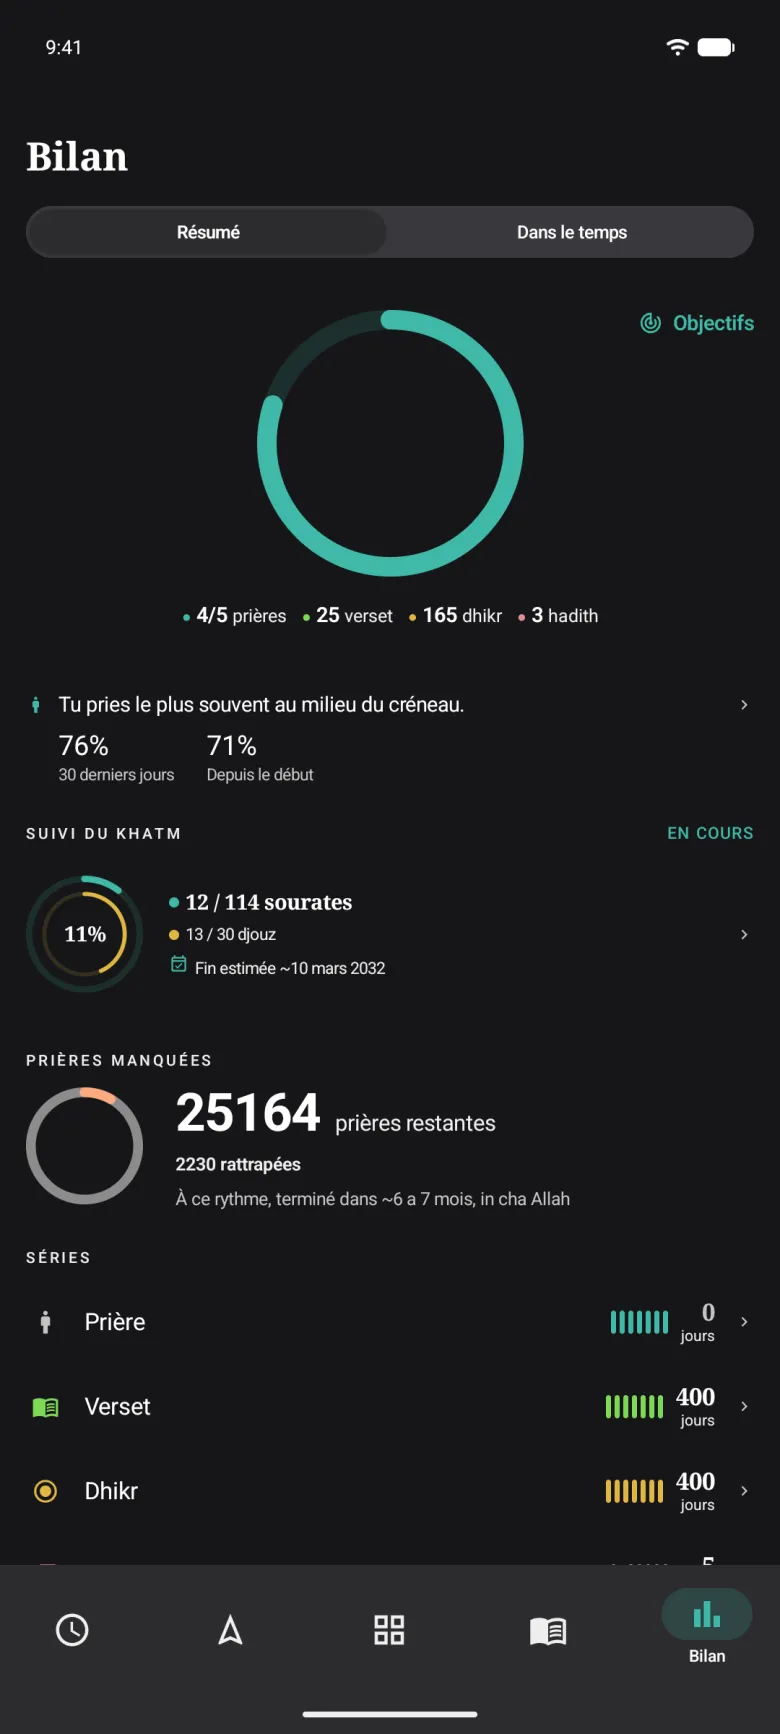 9:41
Bilan
Résumé
Dans le temps
Objectifs
4/5 prières 25 verset 165 dhikr 3 hadith
Tu pries le plus souvent au milieu du créneau.
76% 71%
30 derniers jours Depuis le début
SUIVI DU KHATM EN COURS
11%
12 / 114 sourates
13 / 30 djouz
Fin estimée ~10 mars 2032
PRIÈRES MANQUÉES
25164 prières restantes
2230 rattrapées
À ce rythme, terminé dans ~6 a 7 mois, in cha Allah
SÉRIES
Prière 0
jours
Verset 400
jours
Dhikr 400
jours
Bilan